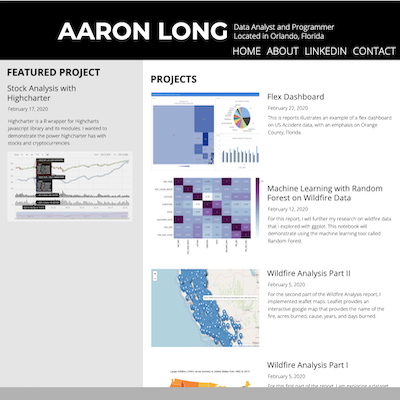 AARON LONG
Data Analyst and Programmer
Located in Orlando, Florida
HOME ABOUT LINKEDIN CONTACT
FEATURED PROJECT
Stock Analysis with
Highcharter
February 17, 2020
Highcharter is a R wrapper for Highcharts
javascript library and its modules. I wanted to
demonstrate the power highcharter has with
stocks and cryptocurrencies.
PROJECTS
Flex Dashboard
February 22, 2020
This is reports illustrates an example of a flex dashboard
on US Accident data, with an emphasis on Orange
County, Florida.
Machine Learning with Random
Forest on Wildfire Data
February 12, 2020
For this report, I will further my research on wildfire data
that I explored with ggplot. This notebook will
demonstrate using the machine learning tool called
Random Forest.
Wildfire Analysis Part II
February 5, 2020
For the second part of the Wildfire Analysis report, I
implemented leaflet maps. Leaflet provides an
interactive google map that provides the name of the
fire, acres burned, cause, years, and days burned.
Wildfire Analysis Part I
February 5, 2020
For this first part of the report, I am exploring a dataset